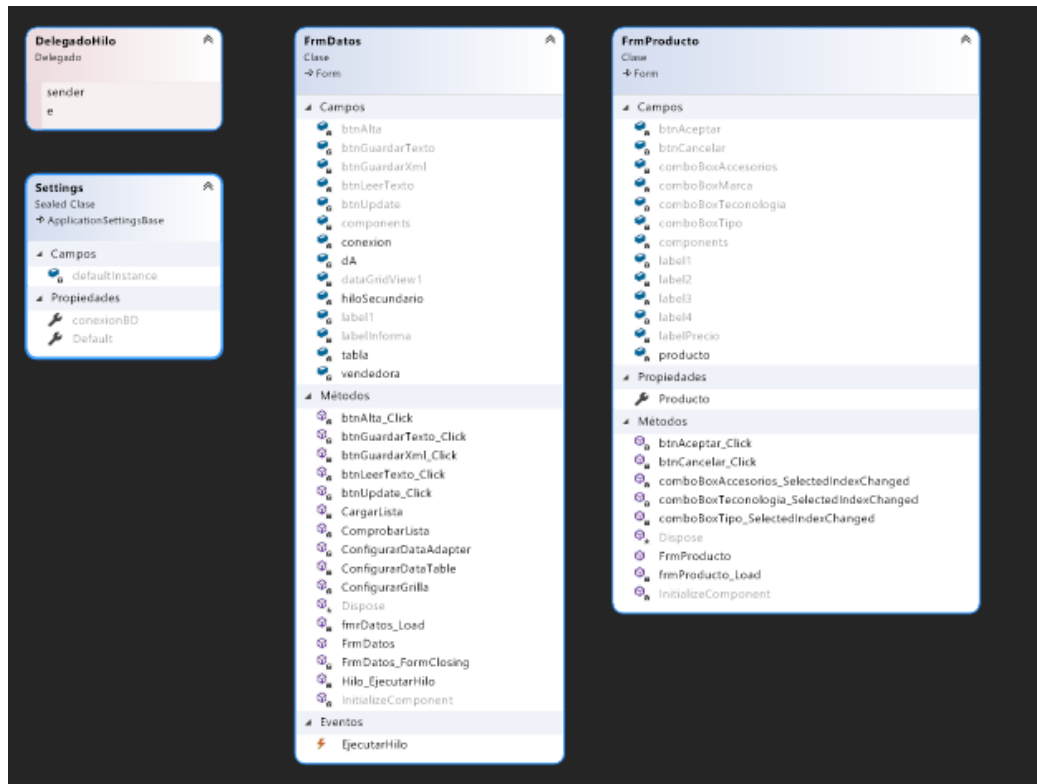 DelegadoHilo
Delegado
sender
e
Settings
Sealed Clase
ApplicationSettingsBase
Campos
defaultInstance
Propiedades
conexionBD
Default
FrmDatos
Clase
Form
Campos
btnAlta
btnGuardarTexto
btnGuardarXml
btnLeerTexto
btnUpdate
components
conexion
dA
dataGridView1
hiloSecundario
label1
labelInforma
tabla
vendedora
Métodos
btnAlta_Click
btnGuardarTexto_Click
btnGuardarXml_Click
btnLeerTexto_Click
btnUpdate_Click
CargarLista
ComprobarLista
ConfigurarDataAdapter
ConfigurarDataTable
ConfigurarGrilla
Dispose
fmrDatos_Load
FrmDatos
FrmDatos_FormClosing
Hilo_EjecutarHilo
InitializeComponent
Eventos
EjecutarHilo
FrmProducto
Clase
Form
Campos
btnAceptar
btnCancelar
comboBoxAccesorios
comboBoxMarca
comboBoxTeconologia
comboBoxTipo
components
label1
label2
label3
label4
labelPrecio
producto
Propiedades
Producto
Métodos
btnAceptar_Click
btnCancelar_Click
comboBoxAccesorios_SelectedIndexChanged
comboBoxTeconologia_SelectedIndexChanged
comboBoxTipo_SelectedIndexChanged
Dispose
FrmProducto
frmProducto_Load
InitializeComponent